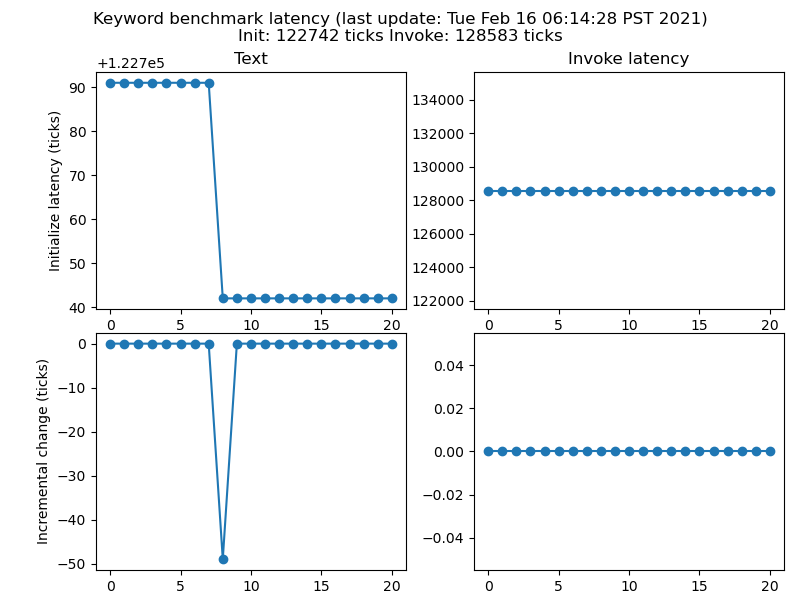 Keyword benchmark latency (last update: Tue Feb 16 06:14:28 PST 2021)
Init: 122742 ticks Invoke: 128583 ticks
Text
+1.227e5
Initialize latency (ticks)
90
80
70
60
50
40
0 5 10 15 20
Invoke latency
134000
132000
130000
128000
126000
124000
122000
0 5 10 15 20
Incremental change (ticks)
0
−10
−20
−30
−40
−50
0 5 10 15 20
0.04
0.02
0.00
−0.02
−0.04
0 5 10 15 20